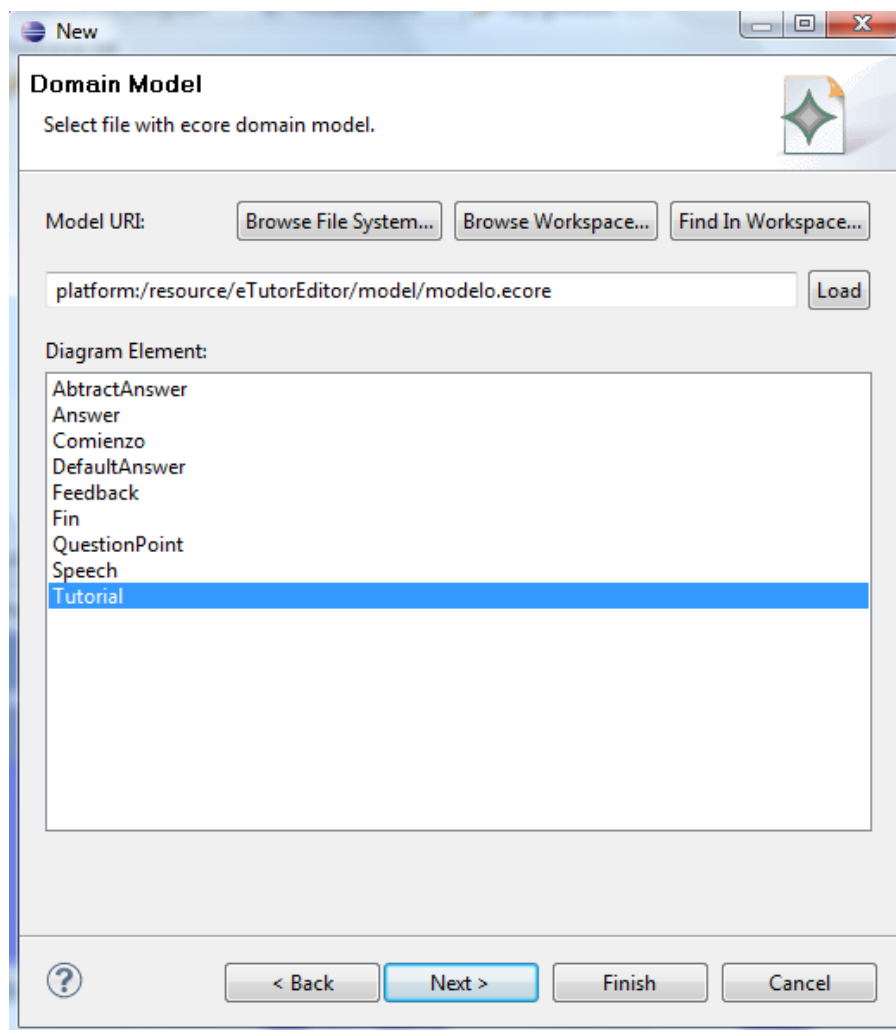 New
Domain Model
Select file with ecore domain model.
Model URI: Browse File System... Browse Workspace... Find In Workspace...
platform:/resource/eTutorEditor/model/modelo.ecore Load
Diagram Element:
AbtractAnswer
Answer
Comienzo
DefaultAnswer
Feedback
Fin
QuestionPoint
Speech
Tutorial
? < Back Next > Finish Cancel